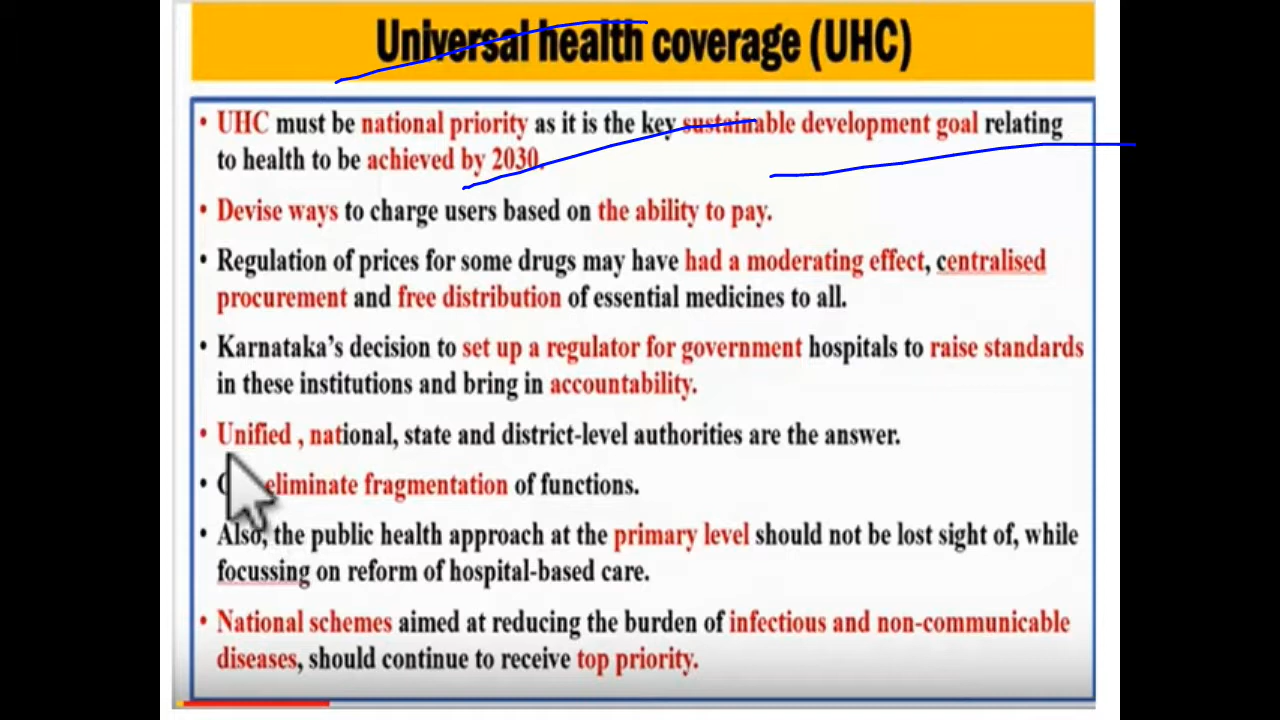 Universal health coverage (UHC)
• UHC must be national priority as it is the key sustainable development goal relating
to health to be achieved by 2030.
• Devise ways to charge users based on the ability to pay.
• Regulation of prices for some drugs may have had a moderating effect, centralised
procurement and free distribution of essential medicines to all.
• Karnataka's decision to set up a regulator for government hospitals to raise standards
in these institutions and bring in accountability.
• Unified , national, state and district-level authorities are the answer.
• eliminate fragmentation of functions.
• Also, the public health approach at the primary level should not be lost sight of, while
focussing on reform of hospital-based care.
• National schemes aimed at reducing the burden of infectious and non-communicable
diseases, should continue to receive top priority.